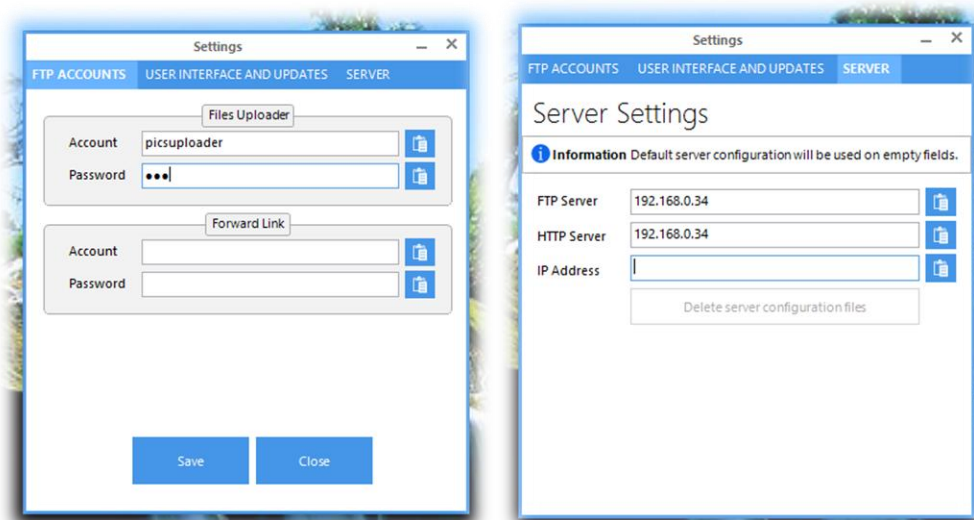 Settings
FTP ACCOUNTS USER INTERFACE AND UPDATES SERVER
Files Uploader
Account picsuploader
Password •••
Forward Link
Account
Password
Save Close
Settings
FTP ACCOUNTS USER INTERFACE AND UPDATES SERVER
Server Settings
Information Default server configuration will be used on empty fields.
FTP Server 192.168.0.34
HTTP Server 192.168.0.34
IP Address
Delete server configuration files